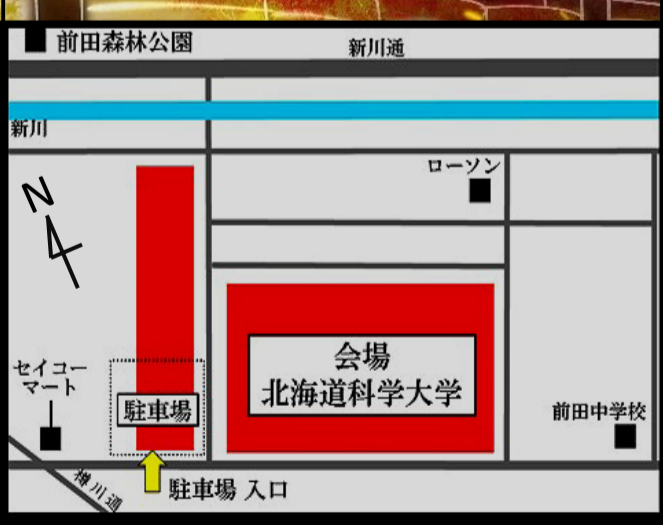 前田森林公園
新川通
新川
ローソン
N
会場
北海道科学大学
セイコー
マート
駐車場
前田中学校
樽川通
駐車場 入口